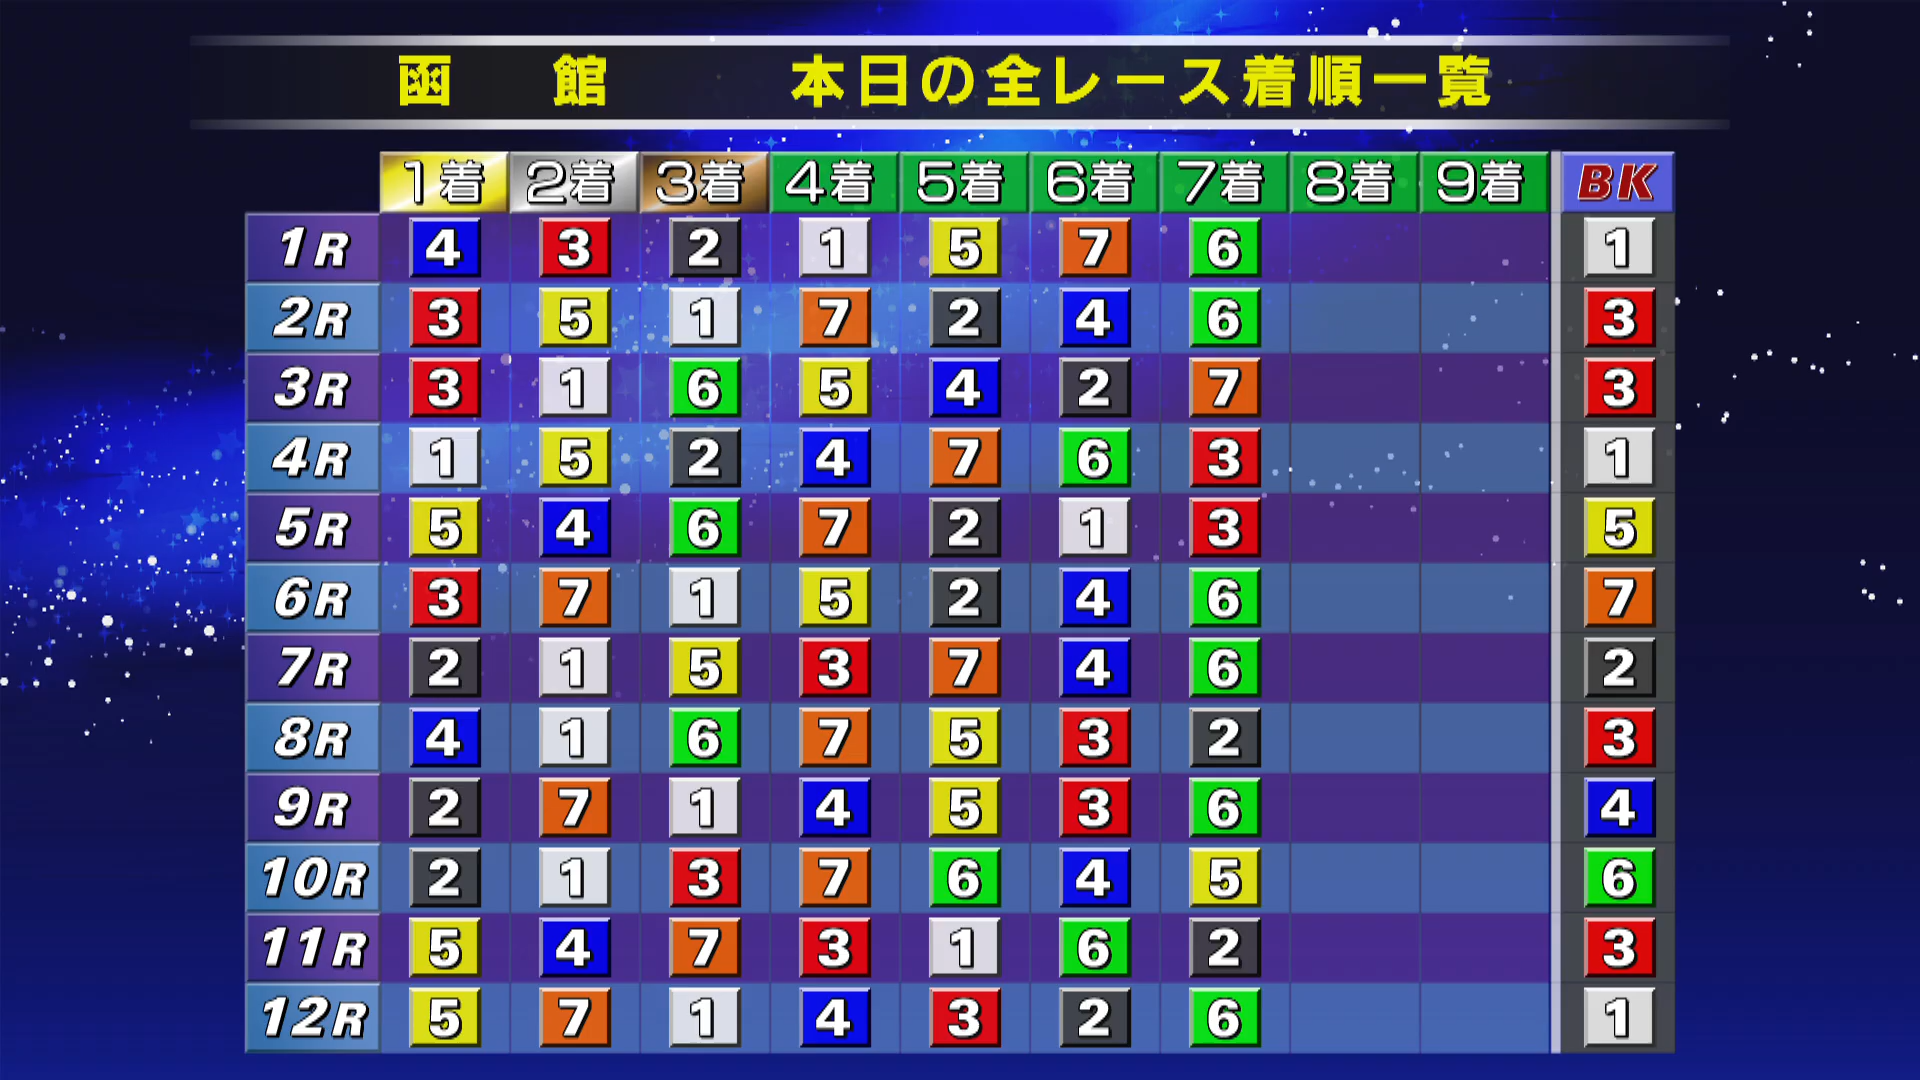 函館 本日の全レース着順一覧
1着 2着 3着 4着 5着 6着 7着 8着 9着 BK
1R 4 3 2 1 5 7 6 1
2R 3 5 1 7 2 4 6 3
3R 3 1 6 5 4 2 7 3
4R 1 5 2 4 7 6 3 1
5R 5 4 6 7 2 1 3 5
6R 3 7 1 5 2 4 6 7
7R 2 1 5 3 7 4 6 2
8R 4 1 6 7 5 3 2 3
9R 2 7 1 4 5 3 6 4
10R 2 1 3 7 6 4 5 6
11R 5 4 7 3 1 6 2 3
12R 5 7 1 4 3 2 6 1